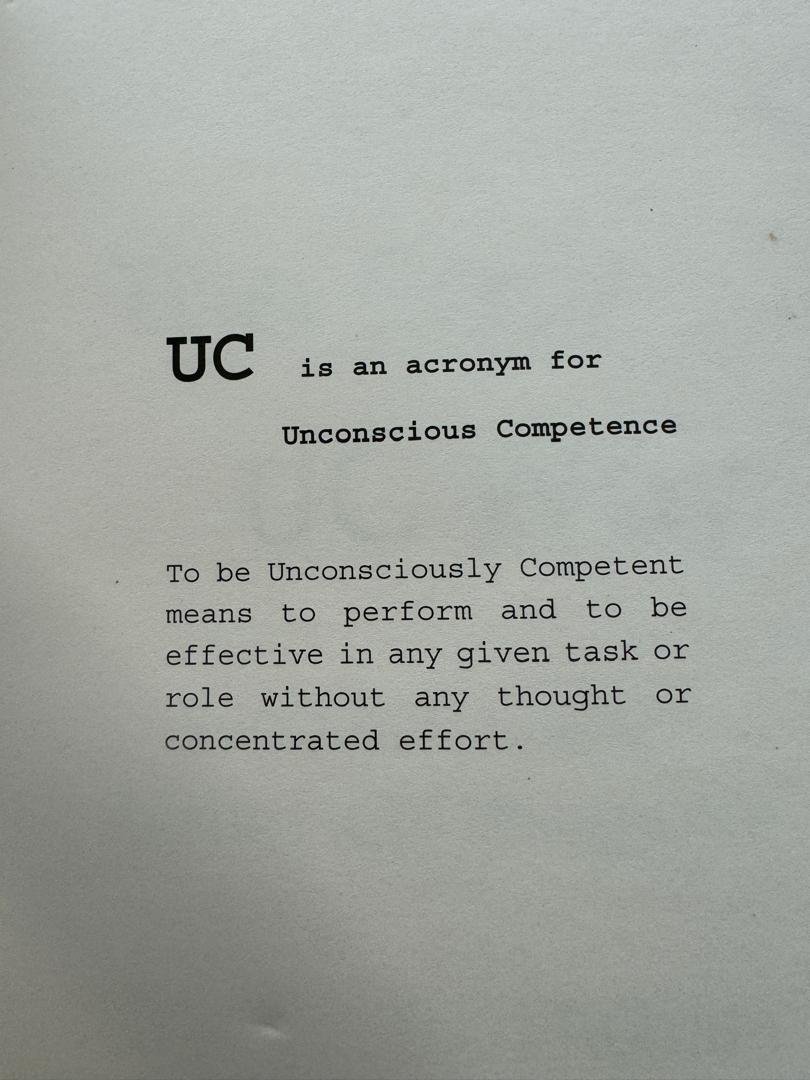 UC is an acronym for
Unconscious Competence
To be Unconsciously Competent
means to perform and to be
effective in any given task or
role without any thought or
concentrated effort.